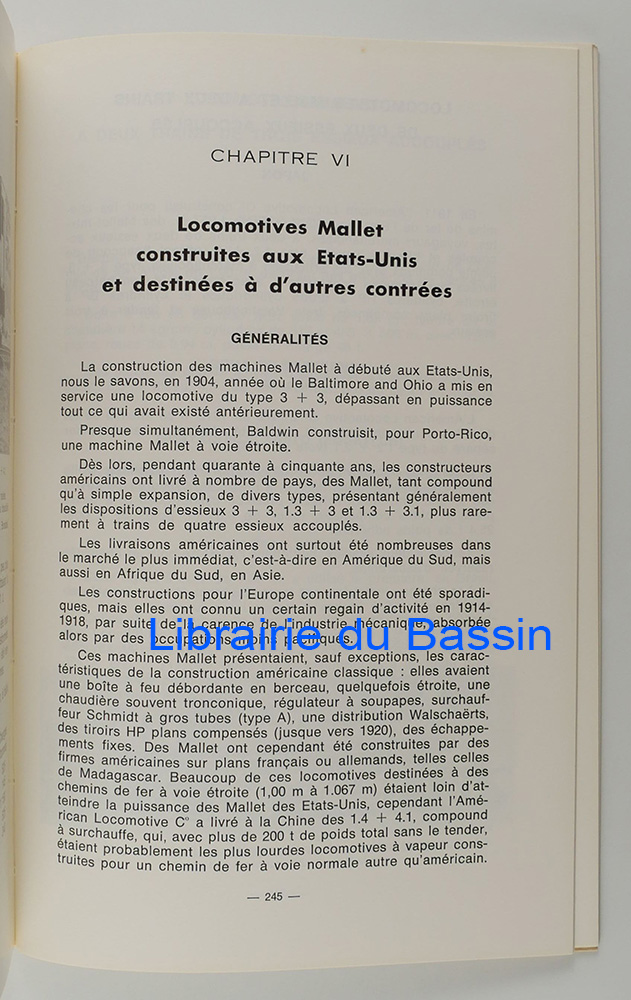 CHAPITRE VI
Locomotives Mallet
construites aux Etats-Unis
et destinées à d'autres contrées
GÉNÉRALITÉS
La construction des machines Mallet à débuté aux Etats-Unis,
nous le savons, en 1904, année où le Baltimore and Ohio a mis en
service une locomotive du type 3 + 3, dépassant en puissance
tout ce qui avait existé antérieurement.
Presque simultanément, Baldwin construisit, pour Porto-Rico,
une machine Mallet à voie étroite.
Dès lors, pendant quarante à cinquante ans, les constructeurs
américains ont livré à nombre de pays, des Mallet, tant compound
qu'à simple expansion, de divers types, présentant généralement
les dispositions d'essieux 3 + 3, 1.3 + 3 et 1.3 + 3.1, plus rare-
ment à trains de quatre essieux accouplés.
Les livraisons américaines ont surtout été nombreuses dans
le marché le plus immédiat, c'est-à-dire en Amérique du Sud, mais
aussi en Afrique du Sud, en Asie.
Les constructions pour l'Europe continentale ont été sporadi-
ques, mais elles ont connu un certain regain d'activité en 1914-
1918, par suite de la carence de l'industrie mécanique, absorbée
alors par des occupations moins pacifiques.
Librairie du Bassin
Ces machines Mallet présentaient, sauf exceptions, les carac-
téristiques de la construction américaine classique : elles avaient
une boîte à feu débordante en berceau, quelquefois étroite, une
chaudière souvent tronconique, régulateur à soupapes, surchauf-
feur Schmidt à gros tubes (type A), une distribution Walschaërts,
des tiroirs HP plans compensés (jusque vers 1920), des échappe-
ments fixes. Des Mallet ont cependant été construites par des
firmes américaines sur plans français ou allemands, telles celles
de Madagascar. Beaucoup de ces locomotives destinées à des
chemins de fer à voie étroite (1,00 m à 1.067 m) étaient loin d'at-
teindre la puissance des Mallet des Etats-Unis, cependant l'Amé-
rican Locomotive C° a livré à la Chine des 1.4 + 4.1, compound
à surchauffe, qui, avec plus de 200 t de poids total sans le tender,
étaient probablement les plus lourdes locomotives à vapeur cons-
truites pour un chemin de fer à voie normale autre qu'américain.
— 245 —